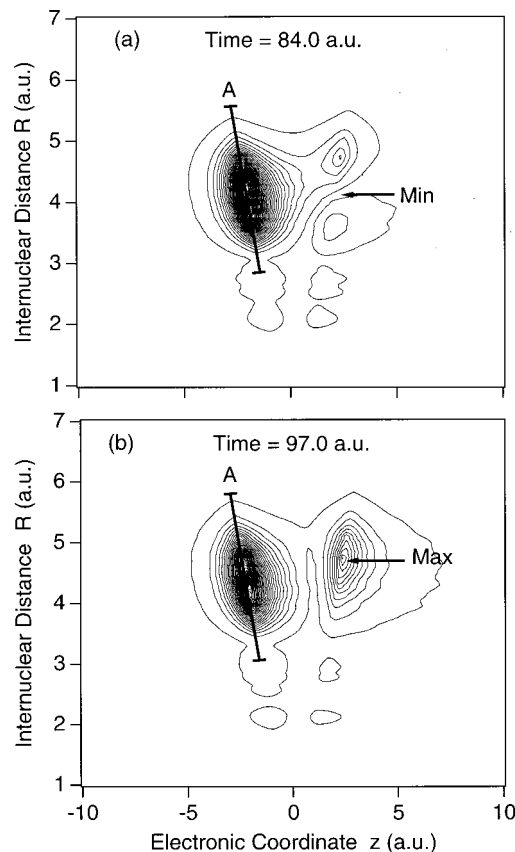 7
(a)
Time = 84.0 a.u.
6
A
5
Min
4
3
2
1
Internuclear Distance R (a.u.)
7
(b)
Time = 97.0 a.u.
6
A
5
Max
4
3
2
1
Internuclear Distance R (a.u.)
-10
-5
0
5
10
Electronic Coordinate z (a.u.)